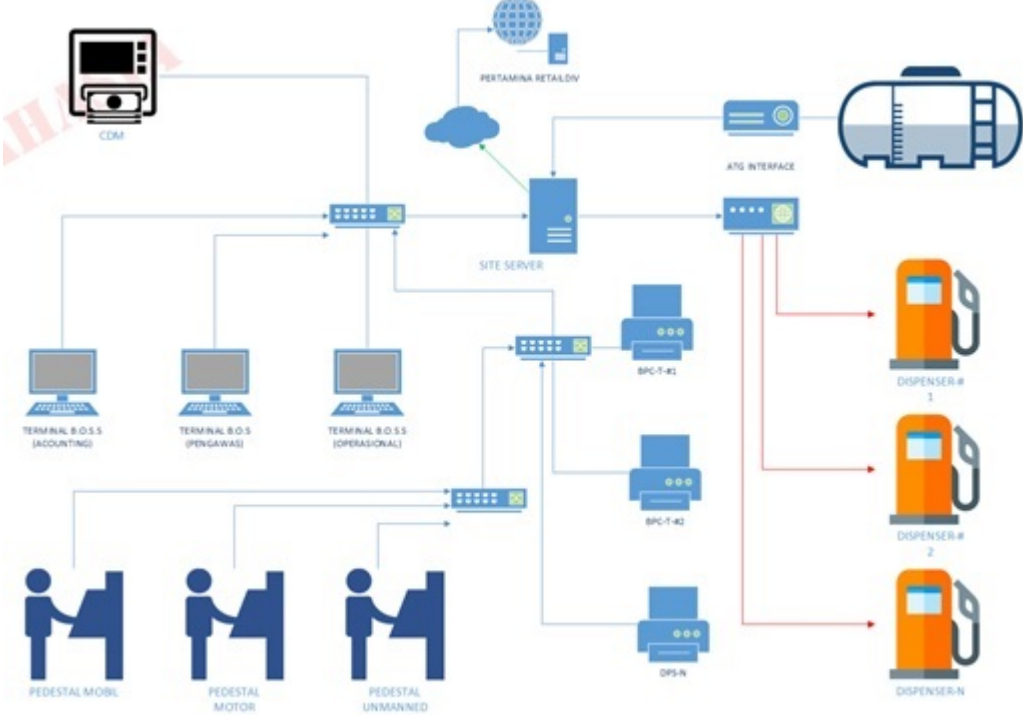 PERTAMINA RETAILDIV
CDM
ATG INTERFACE
SITE SERVER
BPC-T-#1
DISPENSER-#
1
TERMINAL B.O.S.S
(ACOUNTING)
TERMINAL B.O.S
(PENGAWAS)
TERMINAL B.O.S.S
(OPERASIONAL)
BPC-T-#2
DISPENSER-#
2
DPS-N
PEDESTAL MOBIL
PEDESTAL
MOTOR
PEDESTAL
UNMANNED
DISPENSER-N